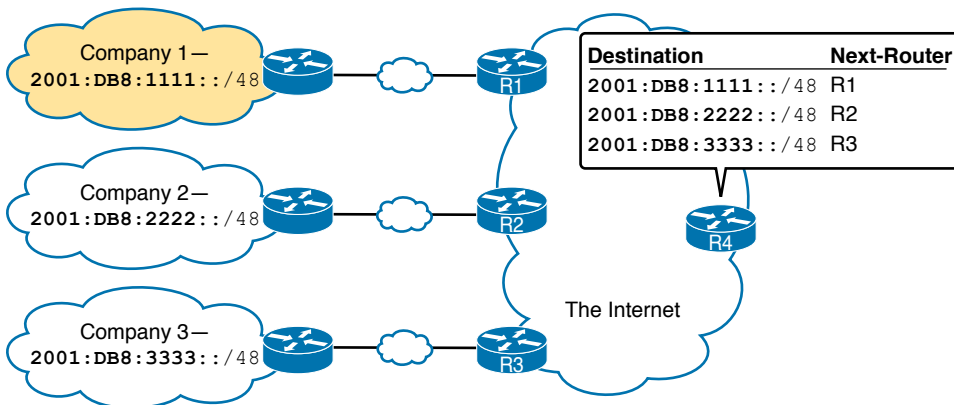 Company 1—
2001:DB8:1111::/48
R1
Destination Next-Router
2001:DB8:1111::/48 R1
2001:DB8:2222::/48 R2
2001:DB8:3333::/48 R3
Company 2—
2001:DB8:2222::/48
R2
R4
The Internet
Company 3—
2001:DB8:3333::/48
R3